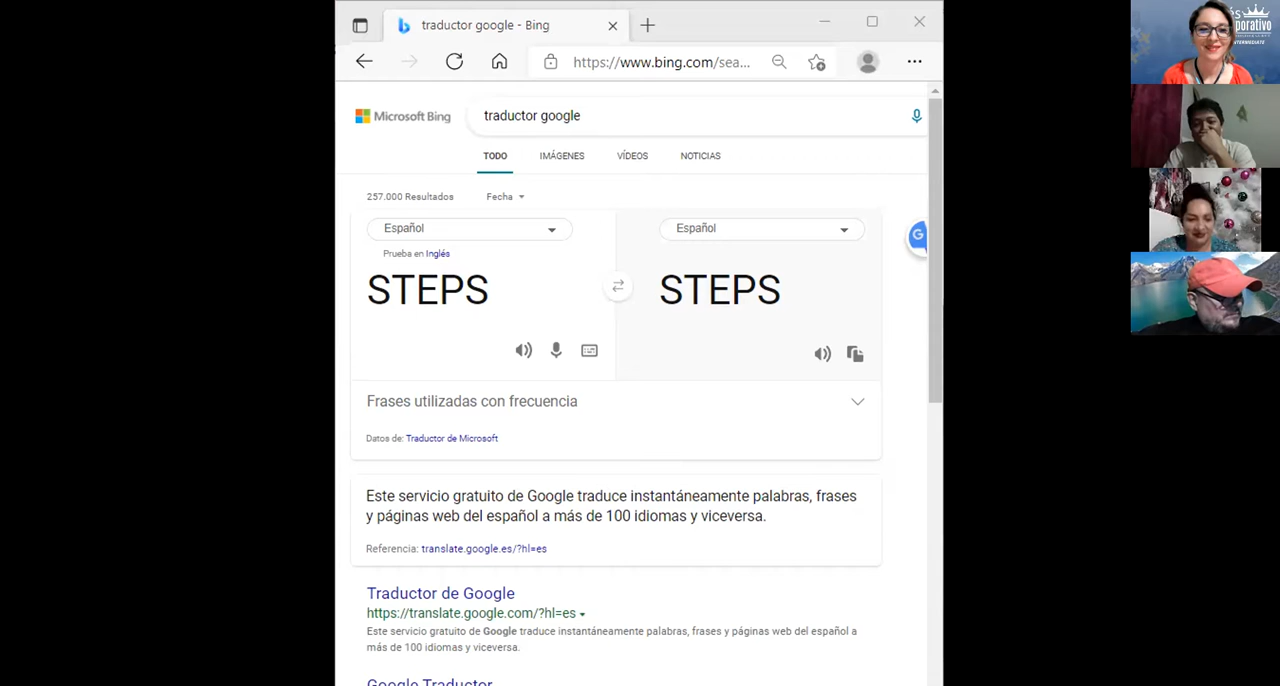 traductor google - Bing
https://www.bing.com/sea...
Microsoft Bing
traductor google
TODO
IMÁGENES
VÍDEOS
NOTICIAS
257.000 Resultados
Fecha
Español
Español
Prueba en Inglés
STEPS
STEPS
Frases utilizadas con frecuencia
Datos de: Traductor de Microsoft
Este servicio gratuito de Google traduce instantáneamente palabras, frases
y páginas web del español a más de 100 idiomas y viceversa.
Referencia: translate.google.es/?hl=es
Traductor de Google
https://translate.google.com/?hl=es
Este servicio gratuito de Google traduce instantáneamente palabras, frases y páginas web del español a
más de 100 idiomas y viceversa.
Google Traductor